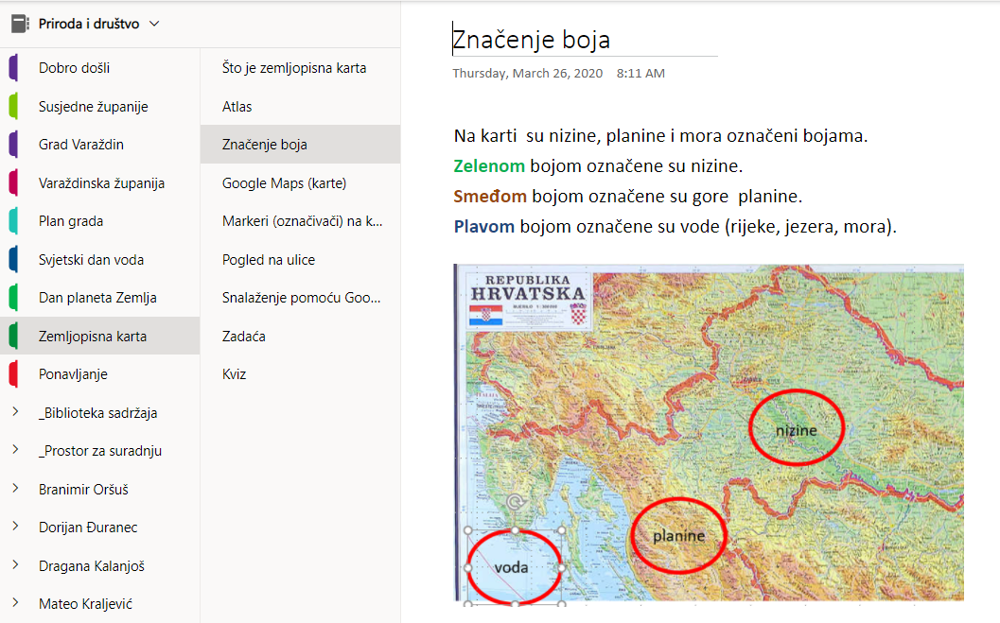 Priroda i društvo
Dobro došli
Susjedne županije
Grad Varaždin
Varaždinska županija
Plan grada
Svjetski dan voda
Dan planeta Zemlja
Zemljopisna karta
Ponavljanje
_Biblioteka sadržaja
_Prostor za suradnju
Branimir Oršuš
Dorijan Đuranec
Dragana Kalanjoš
Mateo Kraljević
Što je zemljopisna karta
Atlas
Značenje boja
Google Maps (karte)
Markeri (označivači) na k...
Pogled na ulice
Snalaženje pomoću Goo...
Zadaća
Kviz
Značenje boja
Thursday, March 26, 2020 8:11 AM
Na karti su nizine, planine i mora označeni bojama.
Zelenom bojom označene su nizine.
Smeđom bojom označene su gore planine.
Plavom bojom označene su vode (rijeke, jezera, mora).
REPUBLIKA
HRVATSKA
nizine
planine
voda